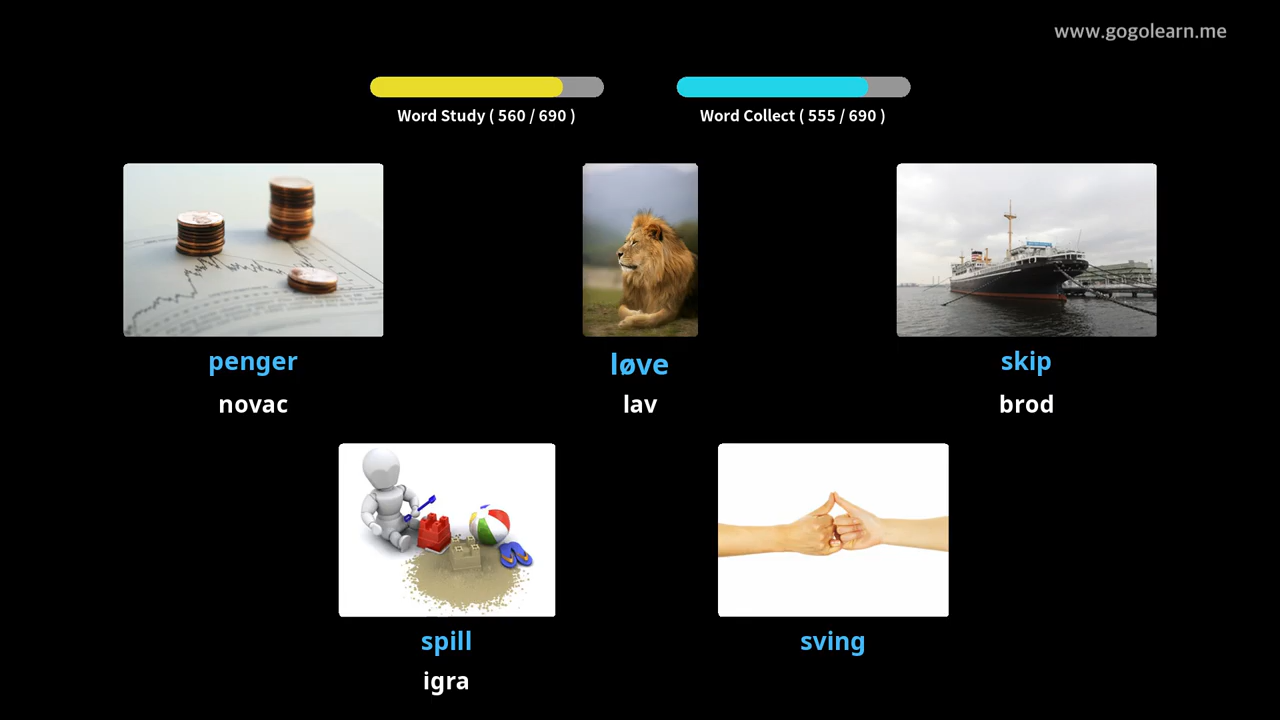 www.gogolearn.me
Word Study ( 560 / 690 )
Word Collect ( 555 / 690 )
penger
løve
skip
novac
lav
brod
spill
sving
igra